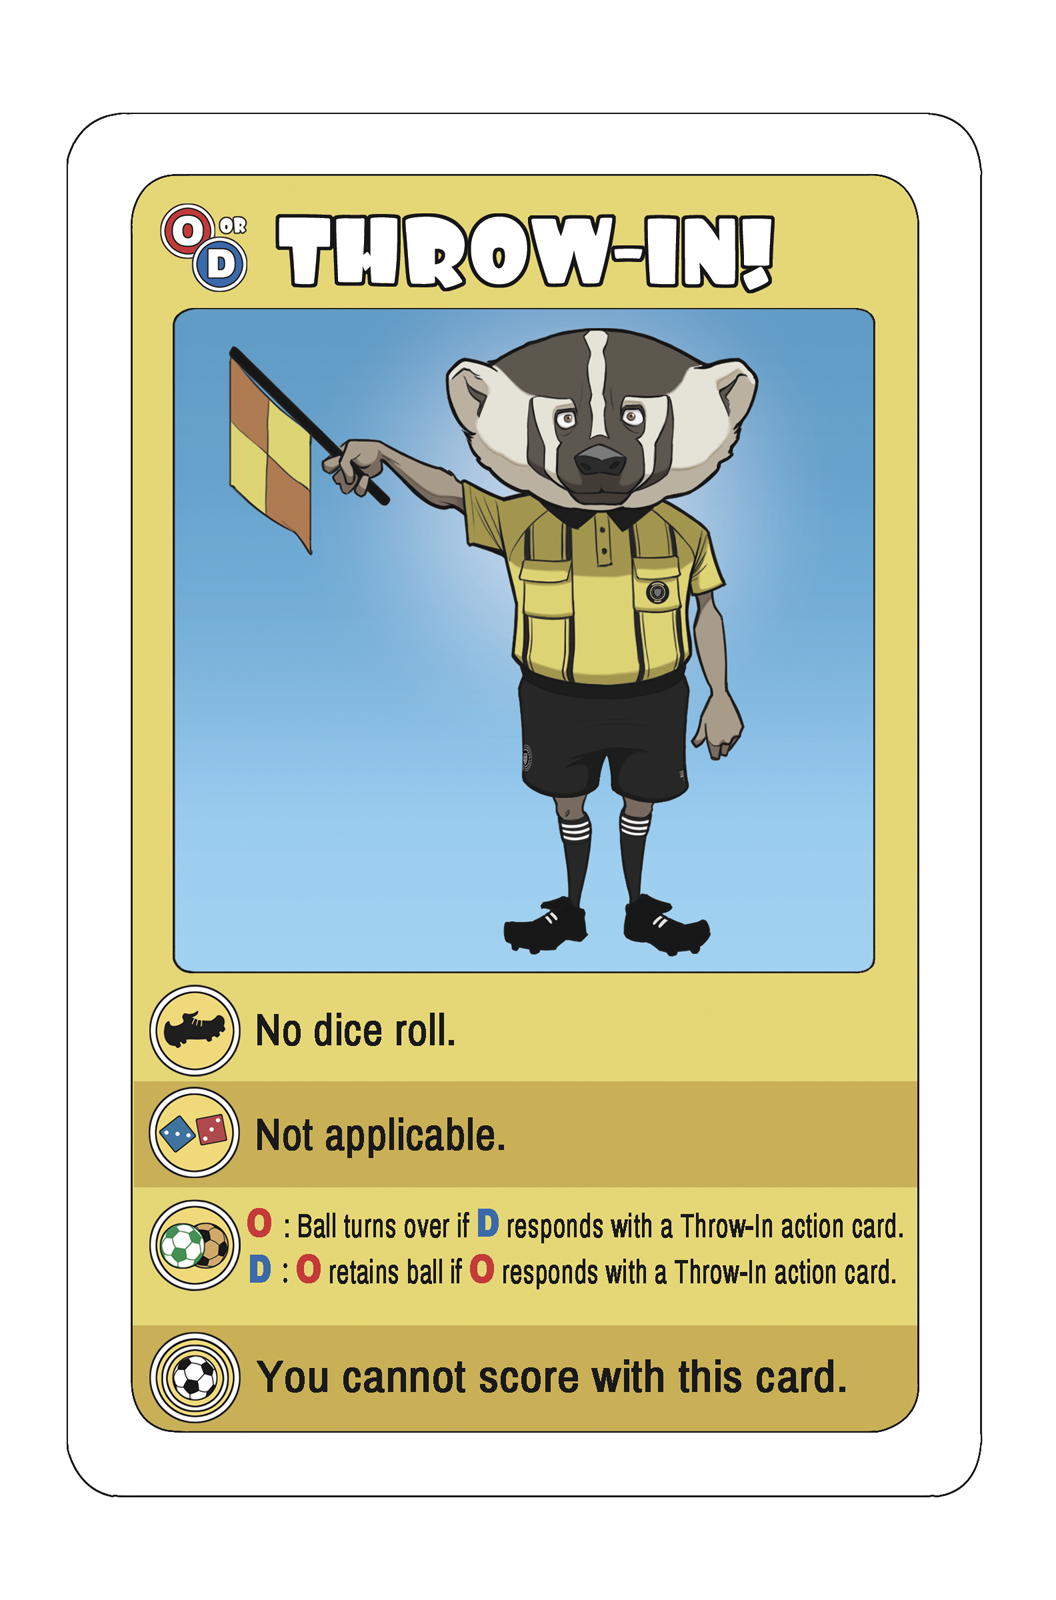 O OR
D
THROW-IN!
No dice roll.
Not applicable.
O : Ball turns over if D responds with a Throw-In action card.
D : O retains ball if O responds with a Throw-In action card.
You cannot score with this card.